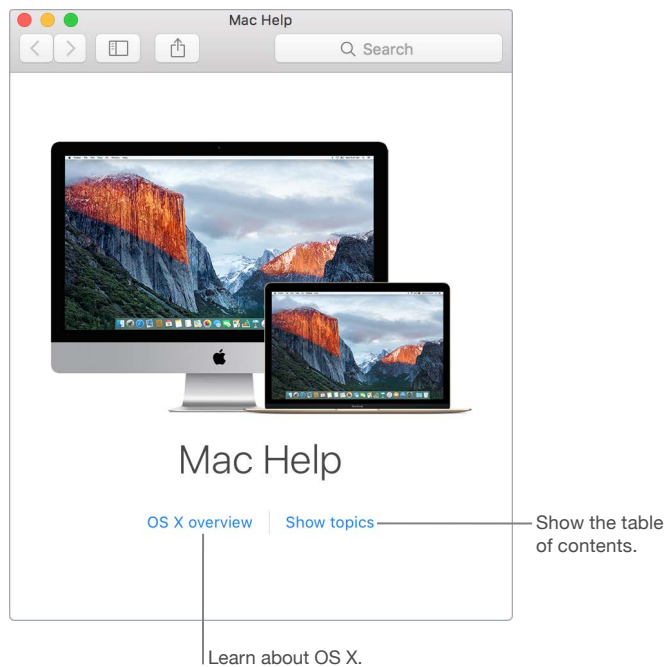 Mac Help
Search
Mac Help
OS X overview
Show topics
Show the table
of contents.
Learn about OS X.